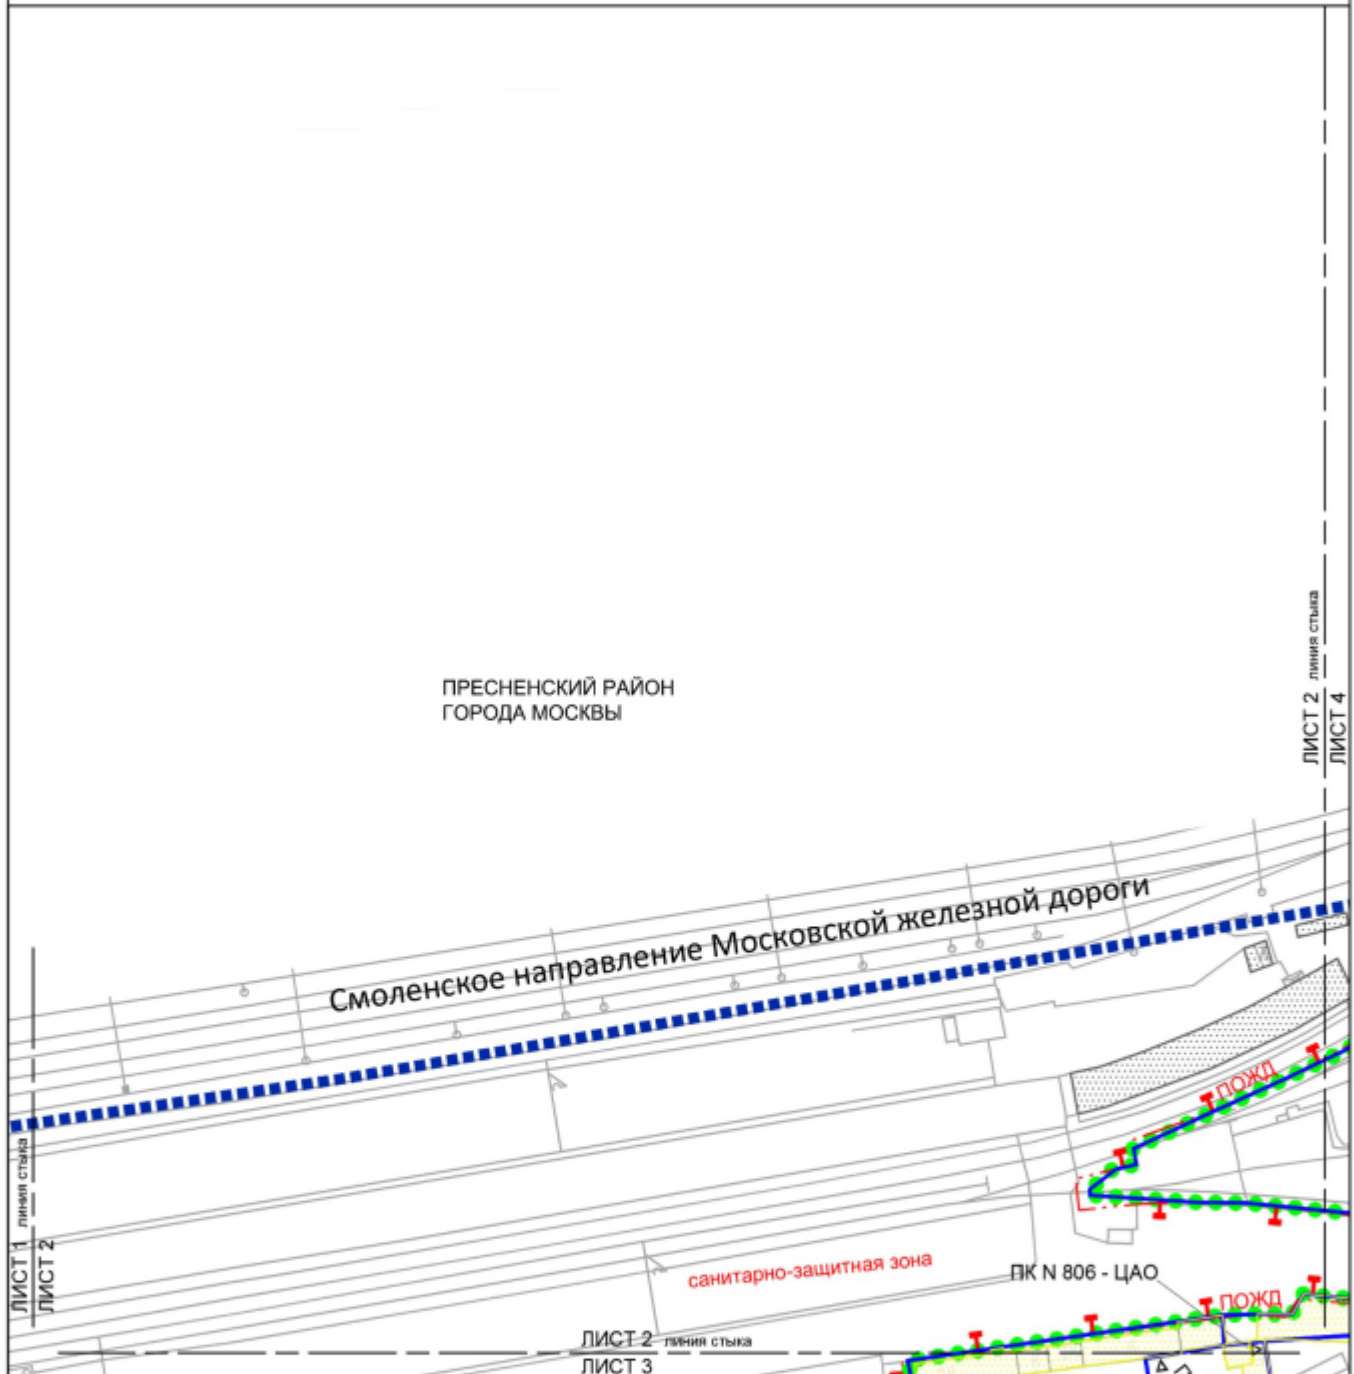 ПРЕСНЕНСКИЙ РАЙОН
ГОРОДА МОСКВЫ
ЛИСТ 2 линия стыка
ЛИСТ 4
Смоленское направление Московской железной дороги
ПОЖД
ЛИСТ 1 линия стыка
ЛИСТ 2
санитарно-защитная зона
ПК N 806 - ЦАО
ПОЖД
ЛИСТ 2 линия стыка
ЛИСТ 3